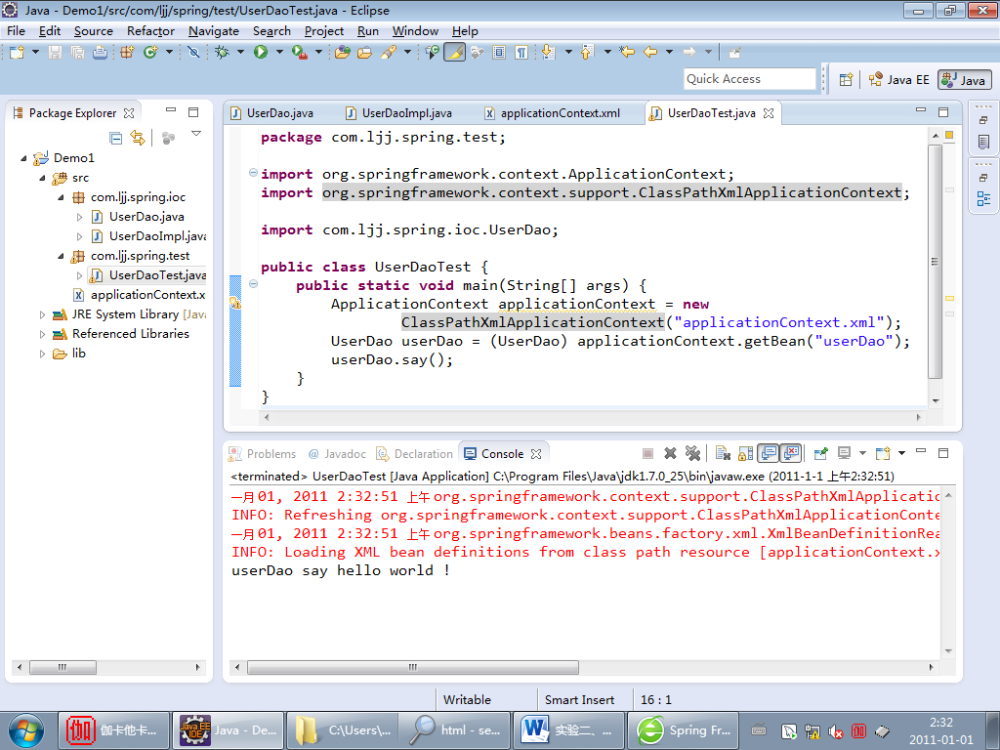 Java - Demo1/src/com/ljj/spring/test/UserDaoTest.java - Eclipse
File Edit Source Refactor Navigate Search Project Run Window Help
Quick Access
Java EE
Java
Package Explorer
Demo1
src
com.ljj.spring.ioc
UserDao.java
UserDaoImpl.java
com.ljj.spring.test
UserDaoTest.java
applicationContext.x
JRE System Library [Java
Referenced Libraries
lib
UserDao.java UserDaoImpl.java applicationContext.xml UserDaoTest.java
package com.ljj.spring.test;
import org.springframework.context.ApplicationContext;
import org.springframework.context.support.ClassPathXmlApplicationContext;
import com.ljj.spring.ioc.UserDao;
public class UserDaoTest {
public static void main(String[] args) {
ApplicationContext applicationContext = new
ClassPathXmlApplicationContext("applicationContext.xml");
UserDao userDao = (UserDao) applicationContext.getBean("userDao");
userDao.say();
}
}
Problems @ Javadoc Declaration Console
<terminated> UserDaoTest [Java Application] C:\Program Files\Java\jdk1.7.0_25\bin\javaw.exe (2011-1-1 上午2:32:51)
一月 01, 2011 2:32:51 上午 org.springframework.context.support.ClassPathXmlApplicatio
INFO: Refreshing org.springframework.context.support.ClassPathXmlApplicationConte
一月 01, 2011 2:32:51 上午 org.springframework.beans.factory.xml.XmlBeanDefinitionRea
INFO: Loading XML bean definitions from class path resource [applicationContext.x
userDao say hello world !
Writable Smart Insert 16 : 1
伽 伽卡他卡... Java EE IDE Java - De... C:\Users\... html - se... 实验二、... Spring Fr... 伽
2:32
2011-01-01